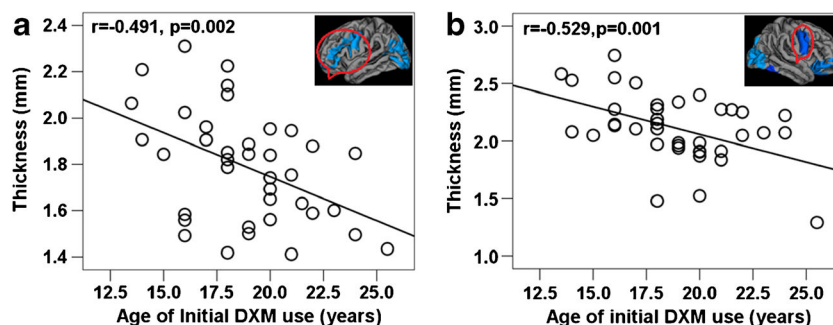 a
r=-0.491, p=0.002
Thickness (mm)
2.4
2.2
2.0
1.8
1.6
1.4
12.5 15.0 17.5 20.0 22.5 25.0
Age of Initial DXM use (years)
b
r=-0.529,p=0.001
Thickness (mm)
3.0
2.5
2.0
1.5
1.0
12.5 15.0 17.5 20.0 22.5 25.0
Age of initial DXM use (years)